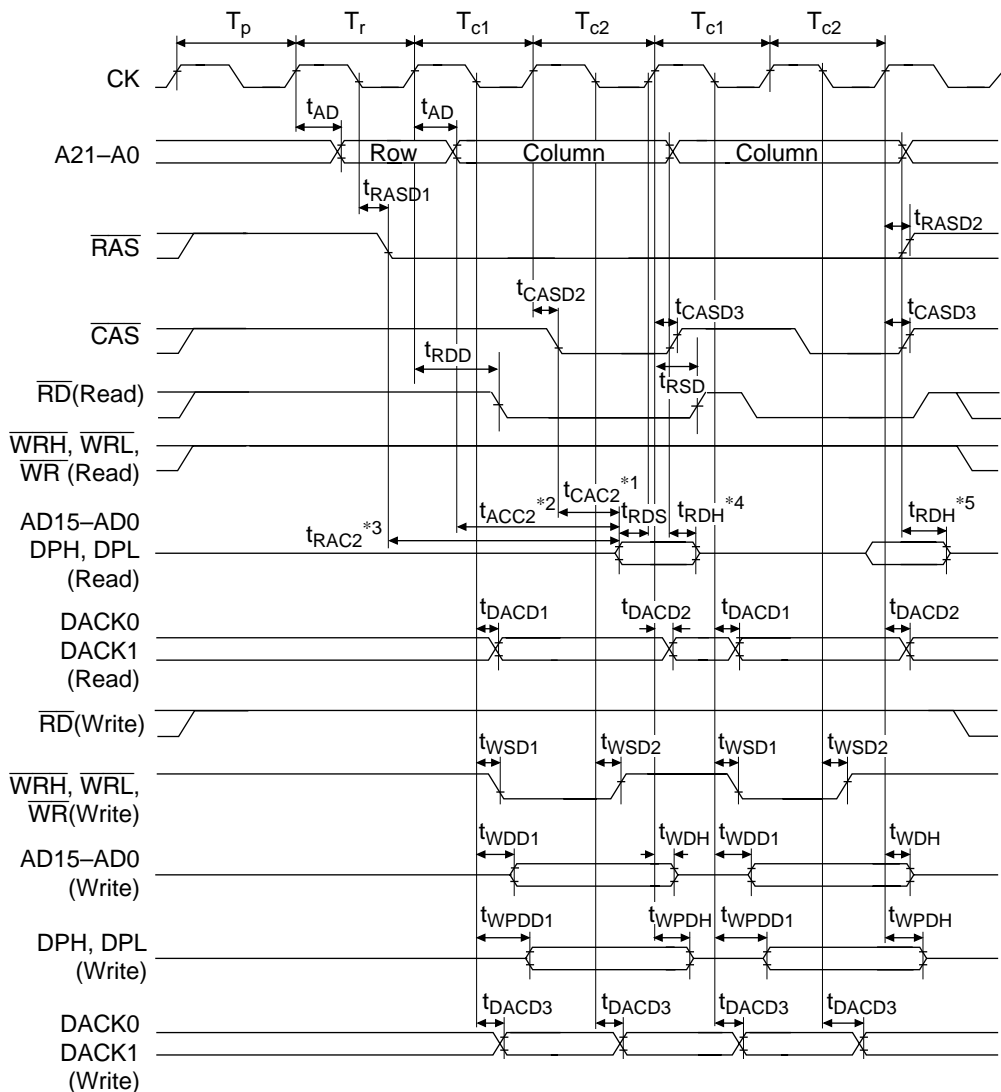 Tp Tr Tc1 Tc2 Tc1 Tc2
CK
tAD tAD
A21–A0 Row Column Column
tRASD1 tRASD2
RAS
tCASD2 tCASD3 tCASD3
CAS
tRDD tRSD
RD(Read)
WRH, WRL,
WR (Read)
tCAC2*1
AD15–AD0 tACC2*2 tRDS tRDH*4 tRDH*5
DPH, DPL tRAC2*3
(Read)
DACK0 tDACD1 tDACD2 tDACD1 tDACD2
DACK1
(Read)
RD(Write)
tWSD1 tWSD2 tWSD1 tWSD2
WRH, WRL,
WR(Write)
AD15–AD0 tWDD1 tWDH tWDD1 tWDH
(Write)
DPH, DPL tWPDD1 tWPDH tWPDD1 tWPDH
(Write)
DACK0 tDACD3 tDACD3 tDACD3 tDACD3
DACK1
(Write)